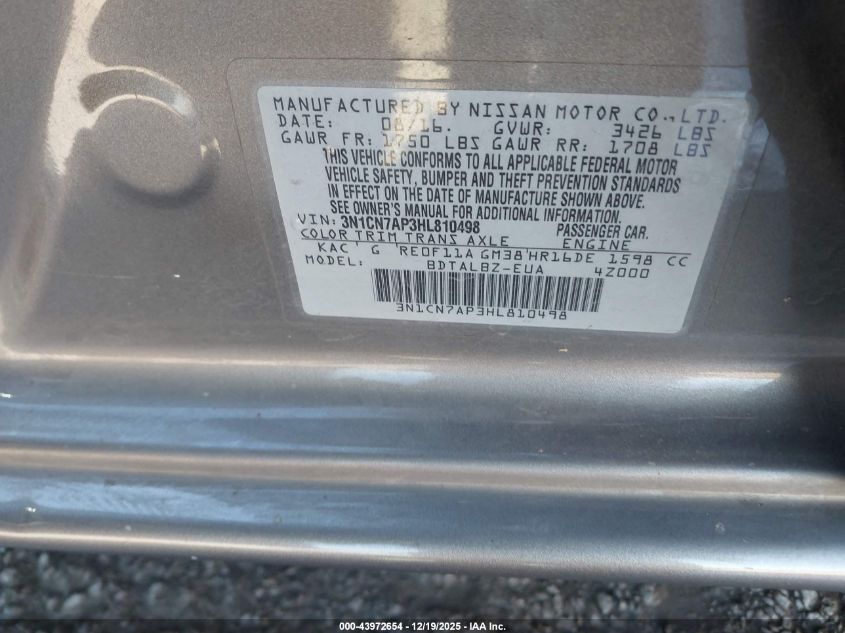 MANUFACTURED BY NISSAN MOTOR CO.,LTD.
DATE: 08/16. GVWR: 3426 LBS
GAWR FR: 1750 LBS GAWR RR: 1708 LBS
THIS VEHICLE CONFORMS TO ALL APPLICABLE FEDERAL MOTOR
VEHICLE SAFETY, BUMPER AND THEFT PREVENTION STANDARDS
IN EFFECT ON THE DATE OF MANUFACTURE SHOWN ABOVE.
SEE OWNER'S MANUAL FOR ADDITIONAL INFORMATION.
VIN: 3N1CN7AP3HL810498 PASSENGER CAR.
COLOR TRIM TRANS AXLE ENGINE
KAC' G 'RE0F11A GM38'HR16DE 1598 CC
MODEL: BDTALBZ-EUA 4Z000
3N1CN7AP3HL810498
000-43972654 - 12/19/2025 - IAA Inc.